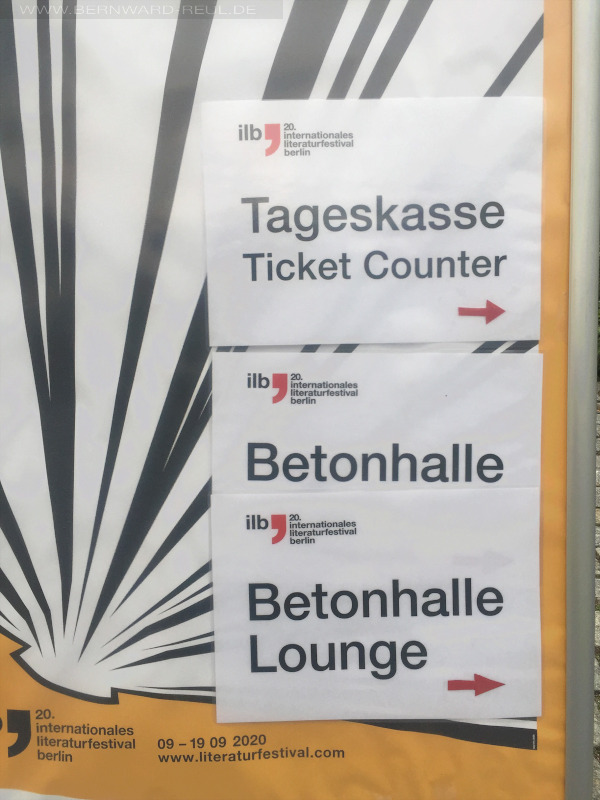 WWW.BERNWARD-REUL.DE
ilb
20.
internationales
literaturfestival
berlin
Tageskasse
Ticket Counter
ilb
20.
internationales
literaturfestival
berlin
Betonhalle
ilb
20.
internationales
literaturfestival
berlin
Betonhalle
Lounge
20.
internationales
literaturfestival
berlin
09 – 19 09 2020
www.literaturfestival.com